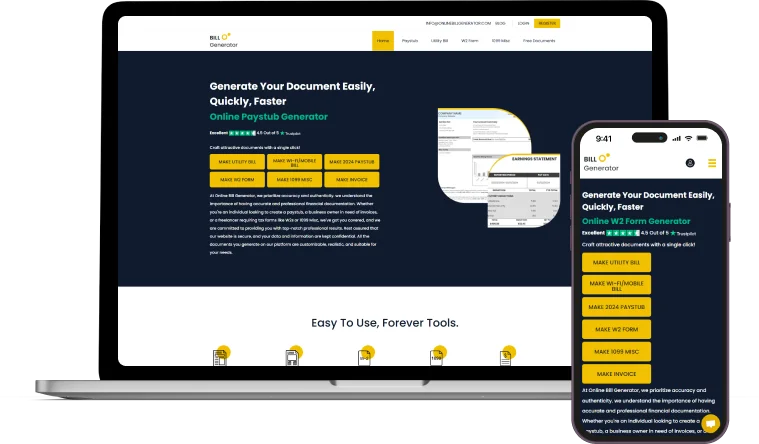 INFO@ONLINEBILLGENERATOR.COM BLOG LOGIN REGISTER
BILL
Generator
Home Paystub Utility Bill W2 Form 1099 Misc Free Documents
Generate Your Document Easily,
Quickly, Faster
Online Paystub Generator
Excellent 4.5 Out of 5 Trustpilot
Craft attractive documents with a single click!
MAKE UTILITY BILL
MAKE WI-FI/MOBILE
BILL
MAKE 2024 PAYSTUB
MAKE W2 FORM
MAKE 1099 MISC
MAKE INVOICE
At Online Bill Generator, we prioritize accuracy and authenticity. we understand the
importance of having accurate and professional financial documentation.
Whether you're an individual looking to create a paystub, a business owner in need of invoices,
or a freelancer requiring tax forms like W2s or 1099 Misc, we've got you covered, and we
are committed to providing you with top-notch professional results. Rest assured that
our website is secure, and your data and information are kept confidential. All the
documents you generate on our platform are customizable, realistic, and suitable for
your needs.
COMPANY NAME
EARNINGS STATEMENT
Easy To Use, Forever Tools.
9:41
BILL
Generator
Generate Your Document Easily,
Quickly, Faster
Online W2 Form Generator
Excellent 4.5 Out of 5 Trustpilot
Craft attractive documents with a single click!
MAKE UTILITY BILL
MAKE WI-FI/MOBILE
BILL
MAKE 2024 PAYSTUB
MAKE W2 FORM
MAKE 1099 MISC
MAKE INVOICE
At Online Bill Generator, we prioritize accuracy and
authenticity. we understand the importance of having
accurate and professional financial documentation.
Whether you're an individual looking to create a
paystub, a business owner in need of invoices, or a